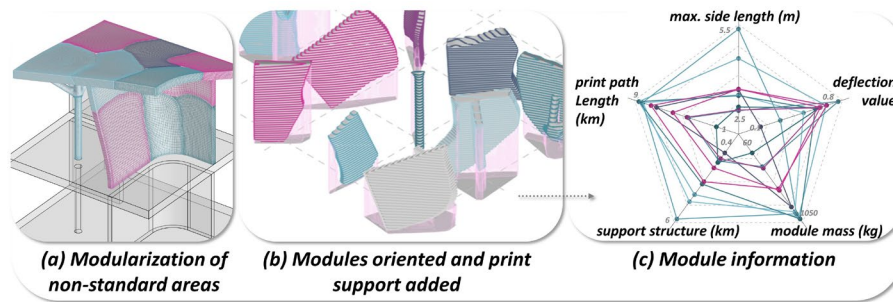 max. side length (m)
5.5
print path
Length
(km)
9
deflection
value
0.8
2.5
1
0.4
60
6
1050
support structure (km)
module mass (kg)
(a) Modularization of
non-standard areas
(b) Modules oriented and print
support added
(c) Module information